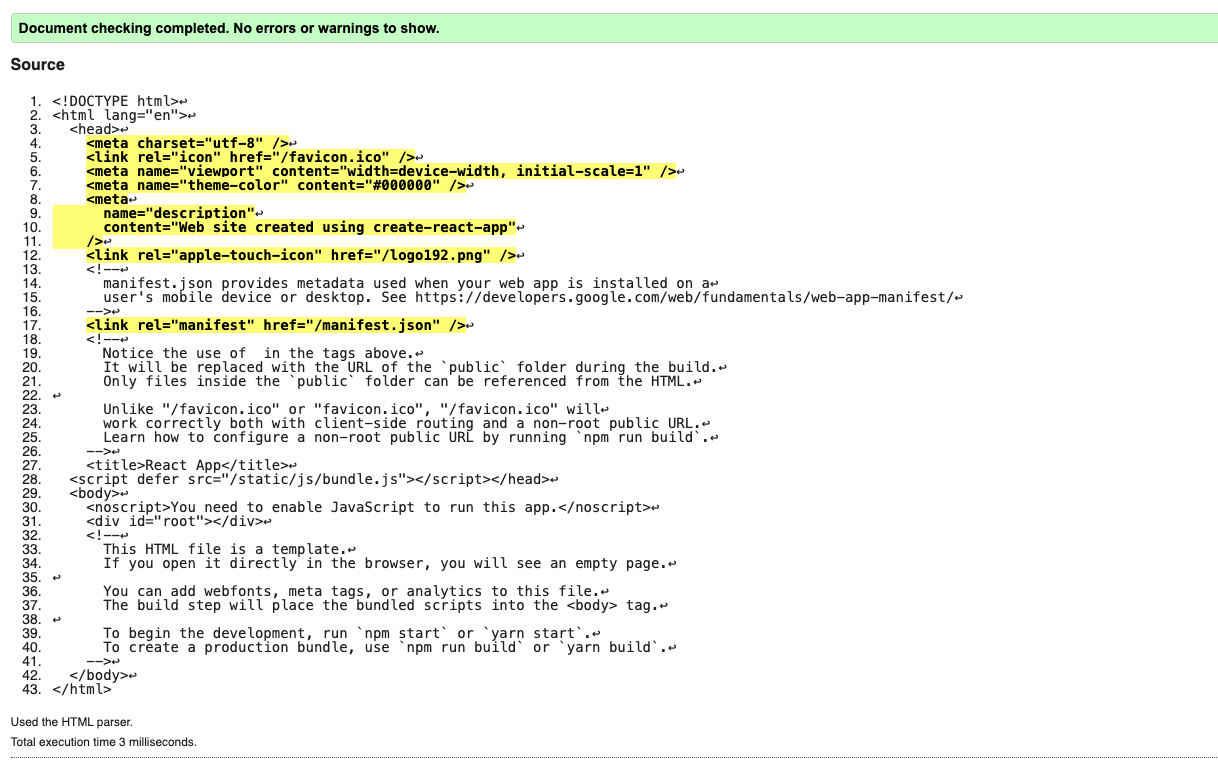 Document checking completed. No errors or warnings to show.
Source
1. <!DOCTYPE html>↩
2. <html lang="en">↩
3.   <head>↩
4.     <meta charset="utf-8" />↩
5.     <link rel="icon" href="/favicon.ico" />↩
6.     <meta name="viewport" content="width=device-width, initial-scale=1" />↩
7.     <meta name="theme-color" content="#000000" />↩
8.     <meta↩
9.       name="description"↩
10.       content="Web site created using create-react-app"↩
11.     />↩
12.     <link rel="apple-touch-icon" href="/logo192.png" />↩
13.     <!--↩
14.       manifest.json provides metadata used when your web app is installed on a↩
15.       user's mobile device or desktop. See https://developers.google.com/web/fundamentals/web-app-manifest/↩
16.     -->↩
17.     <link rel="manifest" href="/manifest.json" />↩
18.     <!--↩
19.       Notice the use of  in the tags above.↩
20.       It will be replaced with the URL of the `public` folder during the build.↩
21.       Only files inside the `public` folder can be referenced from the HTML.↩
22. ↩
23.       Unlike "/favicon.ico" or "favicon.ico", "/favicon.ico" will↩
24.       work correctly both with client-side routing and a non-root public URL.↩
25.       Learn how to configure a non-root public URL by running `npm run build`.↩
26.     -->↩
27.     <title>React App</title>↩
28.   <script defer src="/static/js/bundle.js"></script></head>↩
29.   <body>↩
30.     <noscript>You need to enable JavaScript to run this app.</noscript>↩
31.     <div id="root"></div>↩
32.     <!--↩
33.       This HTML file is a template.↩
34.       If you open it directly in the browser, you will see an empty page.↩
35. ↩
36.       You can add webfonts, meta tags, or analytics to this file.↩
37.       The build step will place the bundled scripts into the <body> tag.↩
38. ↩
39.       To begin the development, run `npm start` or `yarn start`.↩
40.       To create a production bundle, use `npm run build` or `yarn build`.↩
41.     -->↩
42.   </body>↩
43. </html>
Used the HTML parser.
Total execution time 3 milliseconds.